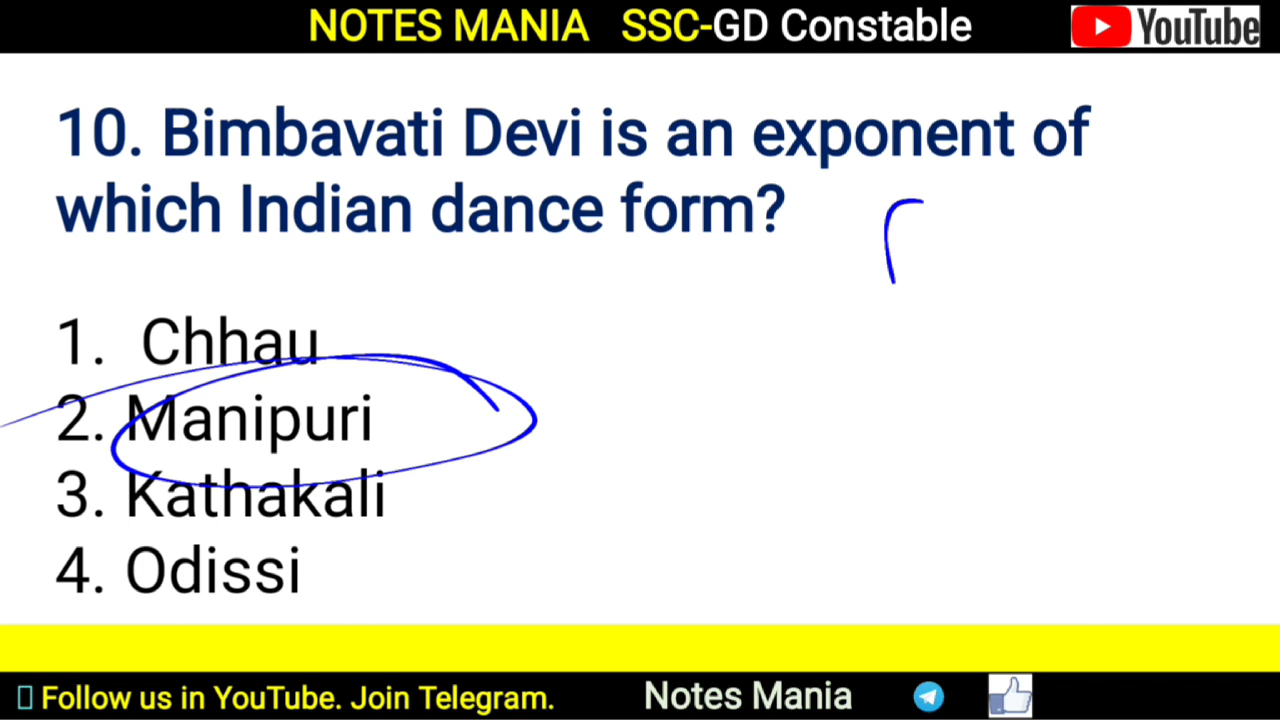 NOTES MANIA SSC-GD Constable YouTube
10. Bimbavati Devi is an exponent of
which Indian dance form?
1. Chhau
2. Manipuri
3. Kathakali
4. Odissi
Follow us in YouTube. Join Telegram. Notes Mania